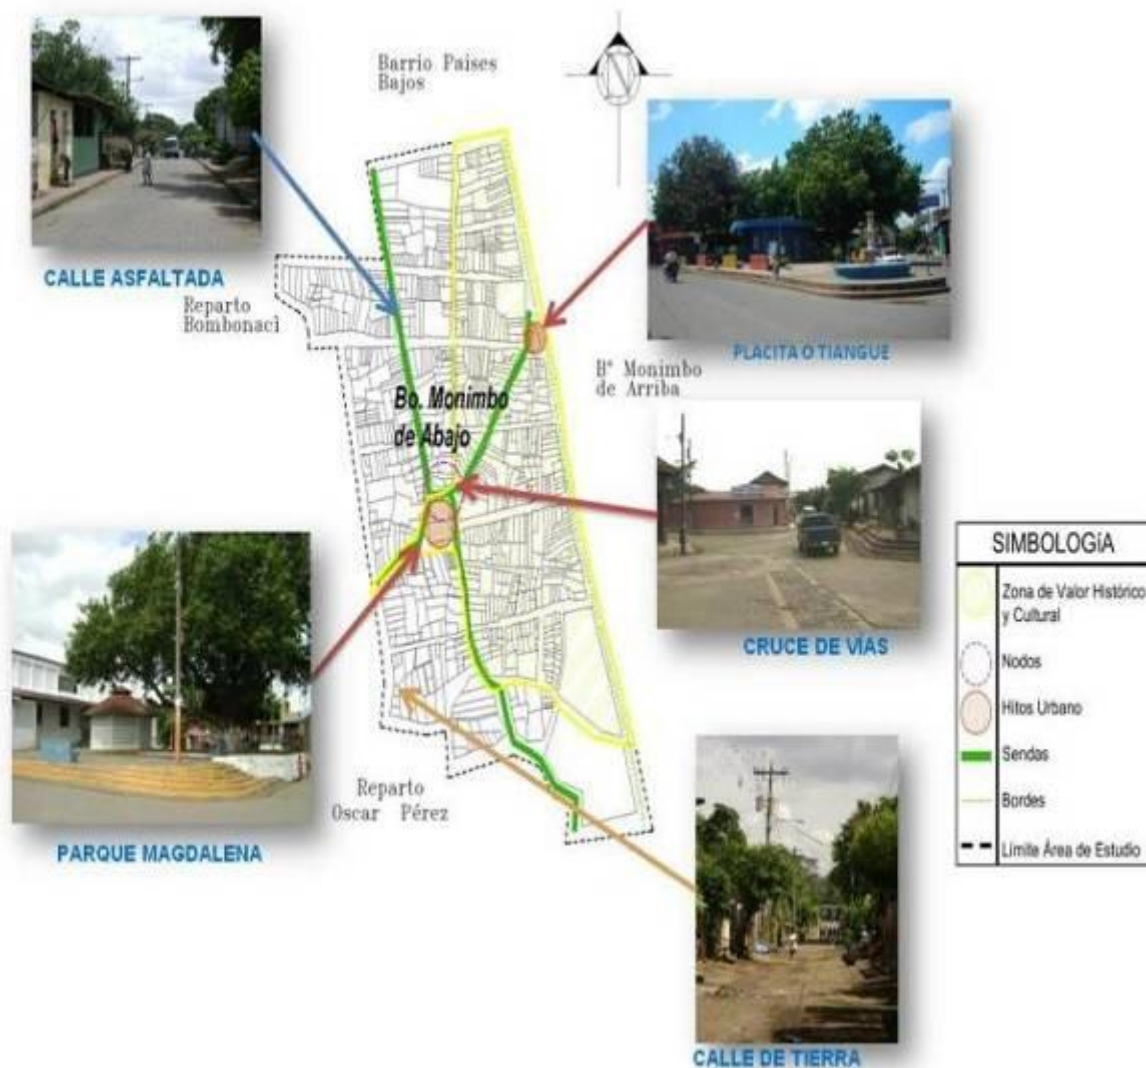 Barrio Paises
Bajos
CALLE ASFALTADA
Reparto
Bombonaci
PLACITA O TIANGUE
Bº Monimbo
de Arriba
Bo. Monimbo
de Abajo
CRUCE DE VÍAS
PARQUE MAGDALENA
Reparto
Oscar Pérez
CALLE DE TIERRA
SIMBOLOGíA
Zona de Valor Histórico
y Cultural
Nodos
Hitos Urbano
Sendas
Bordes
Límite Área de Estudio